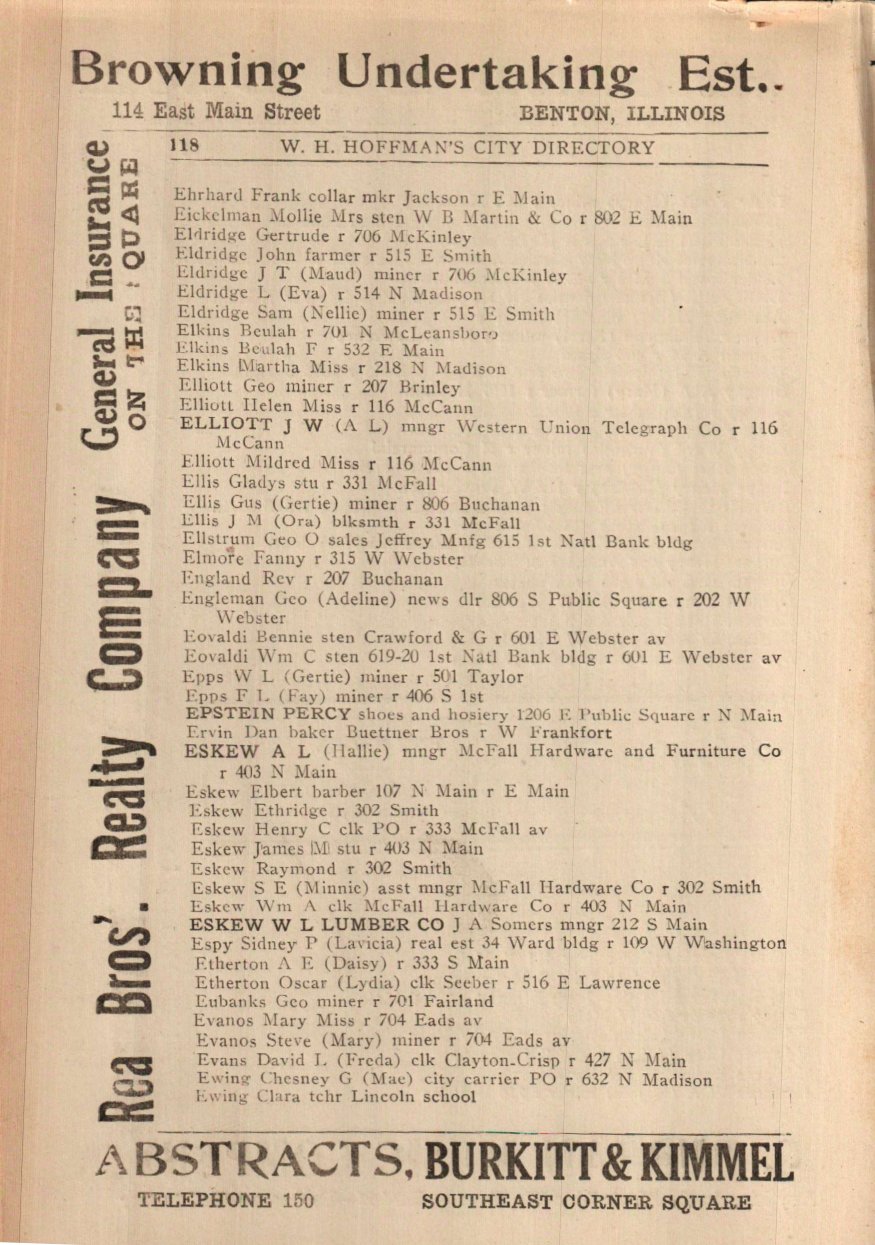 Browning Undertaking Est..
114 East Main Street BENTON, ILLINOIS
118 W. H. HOFFMAN'S CITY DIRECTORY
Ehrhard Frank collar mkr Jackson r E Main
Eickelman Mollie Mrs sten W B Martin & Co r 802 E Main
Eldridge Gertrude r 706 McKinley
Eldridge John farmer r 515 E Smith
Eldridge J T (Maud) miner r 706 McKinley
Eldridge L (Eva) r 514 N Madison
Eldridge Sam (Nellie) miner r 515 E Smith
Elkins Beulah r 701 N McLeansboro
Elkins Beulah F r 532 E Main
Elkins Martha Miss r 218 N Madison
Elliott Geo miner r 207 Brinley
Elliott Helen Miss r 116 McCann
ELLIOTT J W (A L) mngr Western Union Telegraph Co r 116
McCann
Elliott Mildred Miss r 116 McCann
Ellis Gladys stu r 331 McFall
Ellis Gus (Gertie) miner r 806 Buchanan
Ellis J M (Ora) blksmth r 331 McFall
Ellstrum Geo O sales Jeffrey Mnfg 615 1st Natl Bank bldg
Elmore Fanny r 315 W Webster
England Rev r 207 Buchanan
Engleman Geo (Adeline) news dlr 806 S Public Square r 202 W
Webster
Eovaldi Bennie sten Crawford & G r 601 E Webster av
Eovaldi Wm C sten 619-20 1st Natl Bank bldg r 601 E Webster av
Epps W L (Gertie) miner r 501 Taylor
Epps F L (Fay) miner r 406 S 1st
EPSTEIN PERCY shoes and hosiery 1206 E Public Square r N Main
Ervin Dan baker Buettner Bros r W Frankfort
ESKEW A L (Hallie) mngr McFall Hardware and Furniture Co
r 403 N Main
Eskew Elbert barber 107 N Main r E Main
Eskew Ethridge r 302 Smith
Eskew Henry C clk PO r 333 McFall av
Eskew James M stu r 403 N Main
Eskew Raymond r 302 Smith
Eskew S E (Minnie) asst mngr McFall Hardware Co r 302 Smith
Eskew Wm A clk McFall Hardware Co r 403 N Main
ESKEW W L LUMBER CO J A Somers mngr 212 S Main
Espy Sidney P (Lavicia) real est 34 Ward bldg r 109 W Washington
Etherton A E (Daisy) r 333 S Main
Etherton Oscar (Lydia) clk Seeber r 516 E Lawrence
Eubanks Geo miner r 701 Fairland
Evanos Mary Miss r 704 Eads av
Evanos Steve (Mary) miner r 704 Eads av
Evans David L (Freda) clk Clayton-Crisp r 427 N Main
Ewing Chesney G (Mae) city carrier PO r 632 N Madison
Ewing Clara tchr Lincoln school
Rea Bros'. Realty Company General Insurance
ON THE QUARE
ABSTRACTS, BURKITT & KIMMEL
TELEPHONE 150 SOUTHEAST CORNER SQUARE